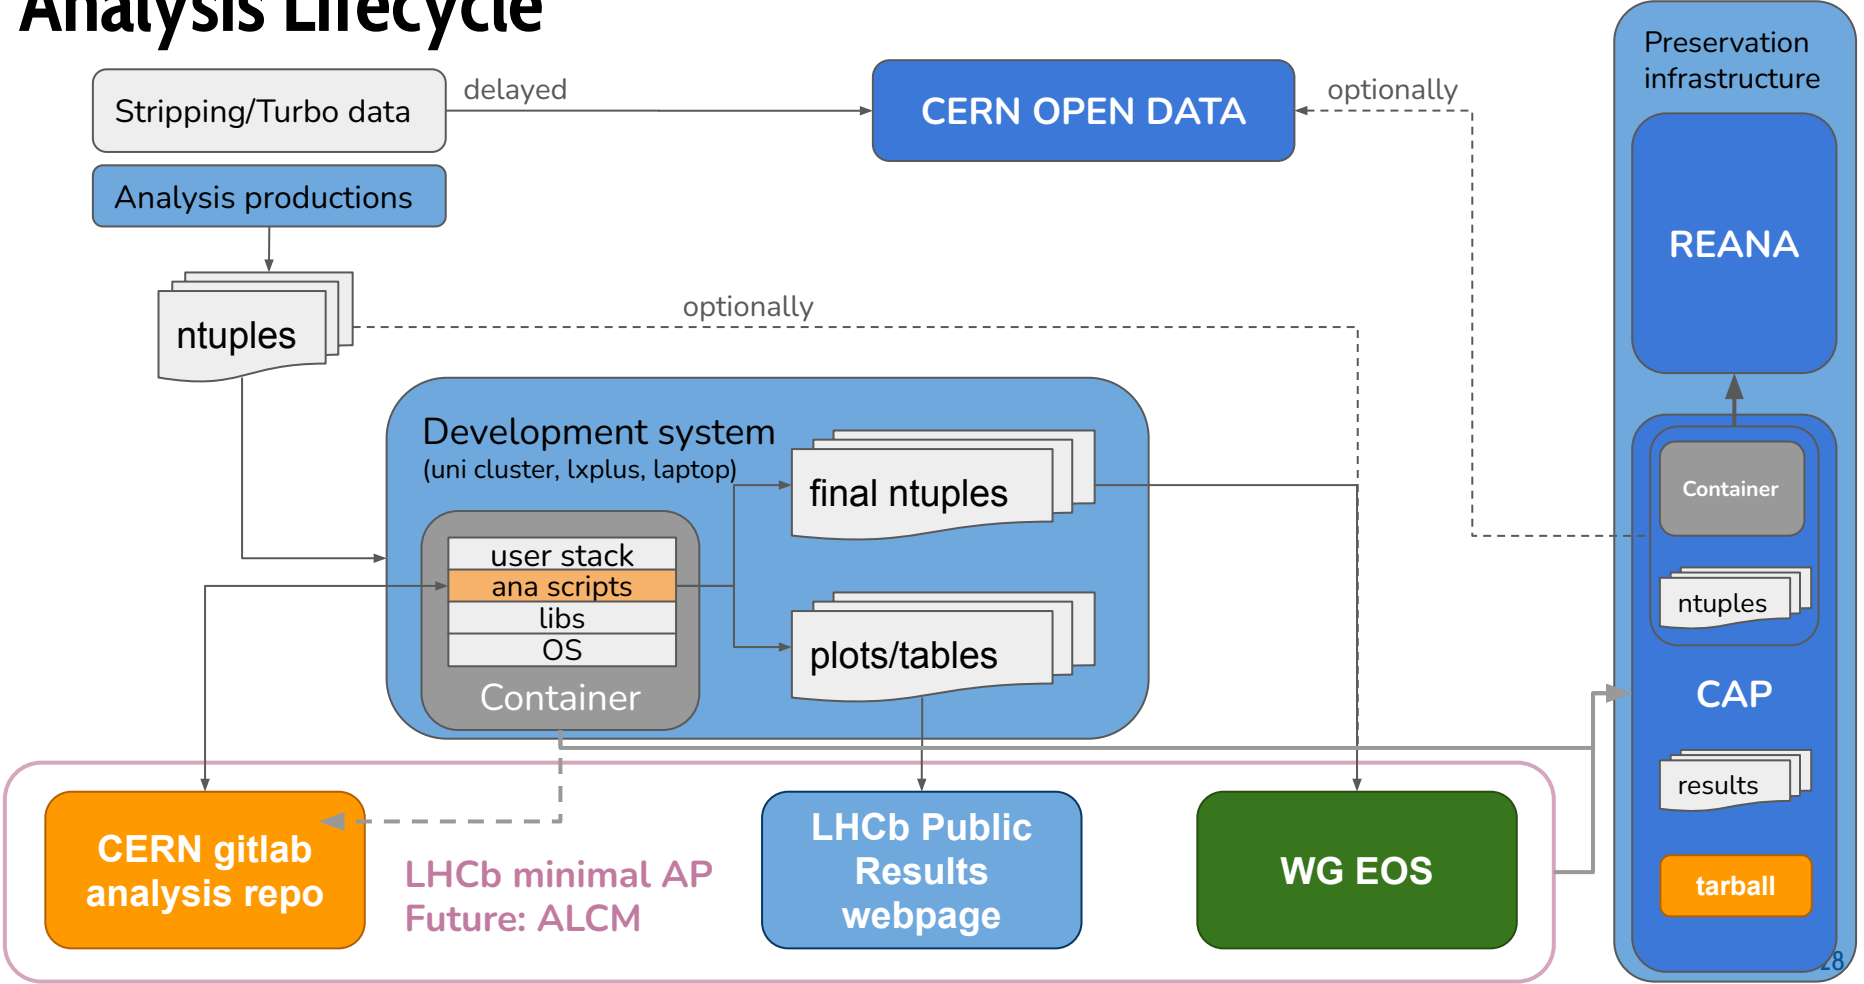 Analysis Lifecycle
Preservation
infrastructure
Stripping/Turbo data
delayed
CERN OPEN DATA
optionally
Analysis productions
REANA
ntuples
optionally
Development system
(uni cluster, lxplus, laptop)
final ntuples
Container
user stack
ana scripts
libs
OS
Container
plots/tables
ntuples
CAP
results
CERN gitlab
analysis repo
LHCb minimal AP
Future: ALCM
LHCb Public
Results
webpage
WG EOS
tarball
28